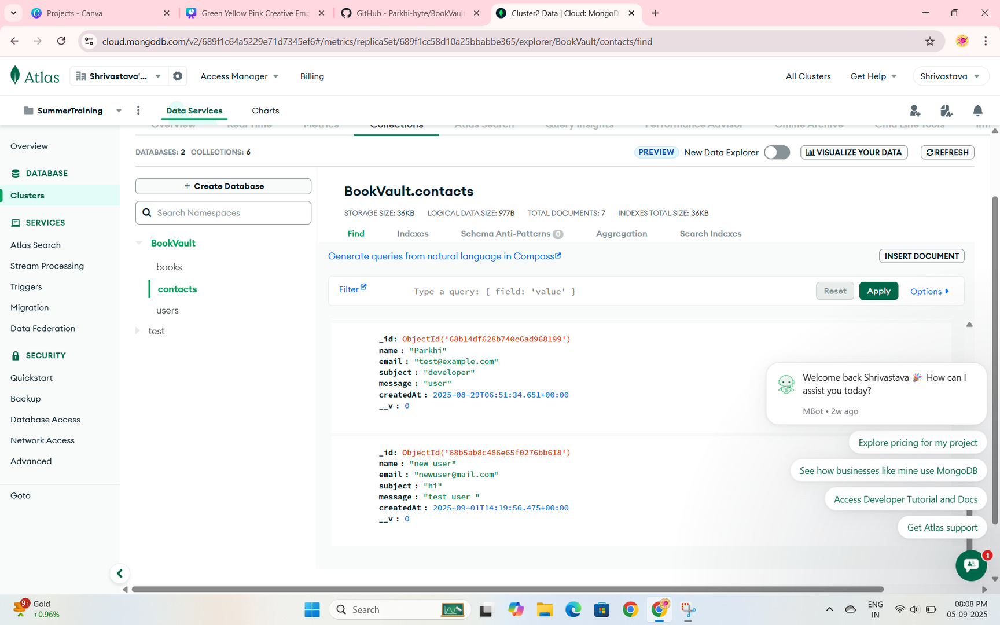 Projects - Canva
Green Yellow Pink Creative Emp
GitHub - Parkhi-byte/BookVault
Cluster2 Data | Cloud: MongoD
cloud.mongodb.com/v2/689f1c64a5229e71d7345ef6#/metrics/replicaSet/689f1cc58d10a25bbabbe365/explorer/BookVault/contacts/find
Atlas
Shrivastava'...
Access Manager
Billing
All Clusters
Get Help
Shrivastava
SummerTraining
Data Services
Charts
Overview
Real Time
Metrics
Collections
Atlas Search
Query Insights
Performance Advisor
Online Archive
Cmd Line Tools
Overview
DATABASE
Clusters
SERVICES
Atlas Search
Stream Processing
Triggers
Migration
Data Federation
SECURITY
Quickstart
Backup
Database Access
Network Access
Advanced
Goto
DATABASES: 2 COLLECTIONS: 6
PREVIEW New Data Explorer
VISUALIZE YOUR DATA
REFRESH
+ Create Database
Search Namespaces
BookVault
books
contacts
users
test
BookVault.contacts
STORAGE SIZE: 36KB LOGICAL DATA SIZE: 977B TOTAL DOCUMENTS: 7 INDEXES TOTAL SIZE: 36KB
Find
Indexes
Schema Anti-Patterns 0
Aggregation
Search Indexes
Generate queries from natural language in Compass
INSERT DOCUMENT
Filter
Type a query: { field: 'value' }
Reset
Apply
Options
_id: ObjectId('68b14df628b740e6ad968199')
name : "Parkhi"
email : "test@example.com"
subject : "developer"
message : "user"
createdAt : 2025-08-29T06:51:34.651+00:00
__v : 0
_id: ObjectId('68b5ab8c486e65f0276bb618')
name : "new user"
email : "newuser@mail.com"
subject : "hi"
message : "test user "
createdAt : 2025-09-01T14:19:56.475+00:00
__v : 0
Welcome back Shrivastava 🎉 How can I
assist you today?
MBot • 2w ago
Explore pricing for my project
See how businesses like mine use MongoDB
Access Developer Tutorial and Docs
Get Atlas support
1
9+
Gold
+0.96%
Search
ENG
IN
08:08 PM
05-09-2025